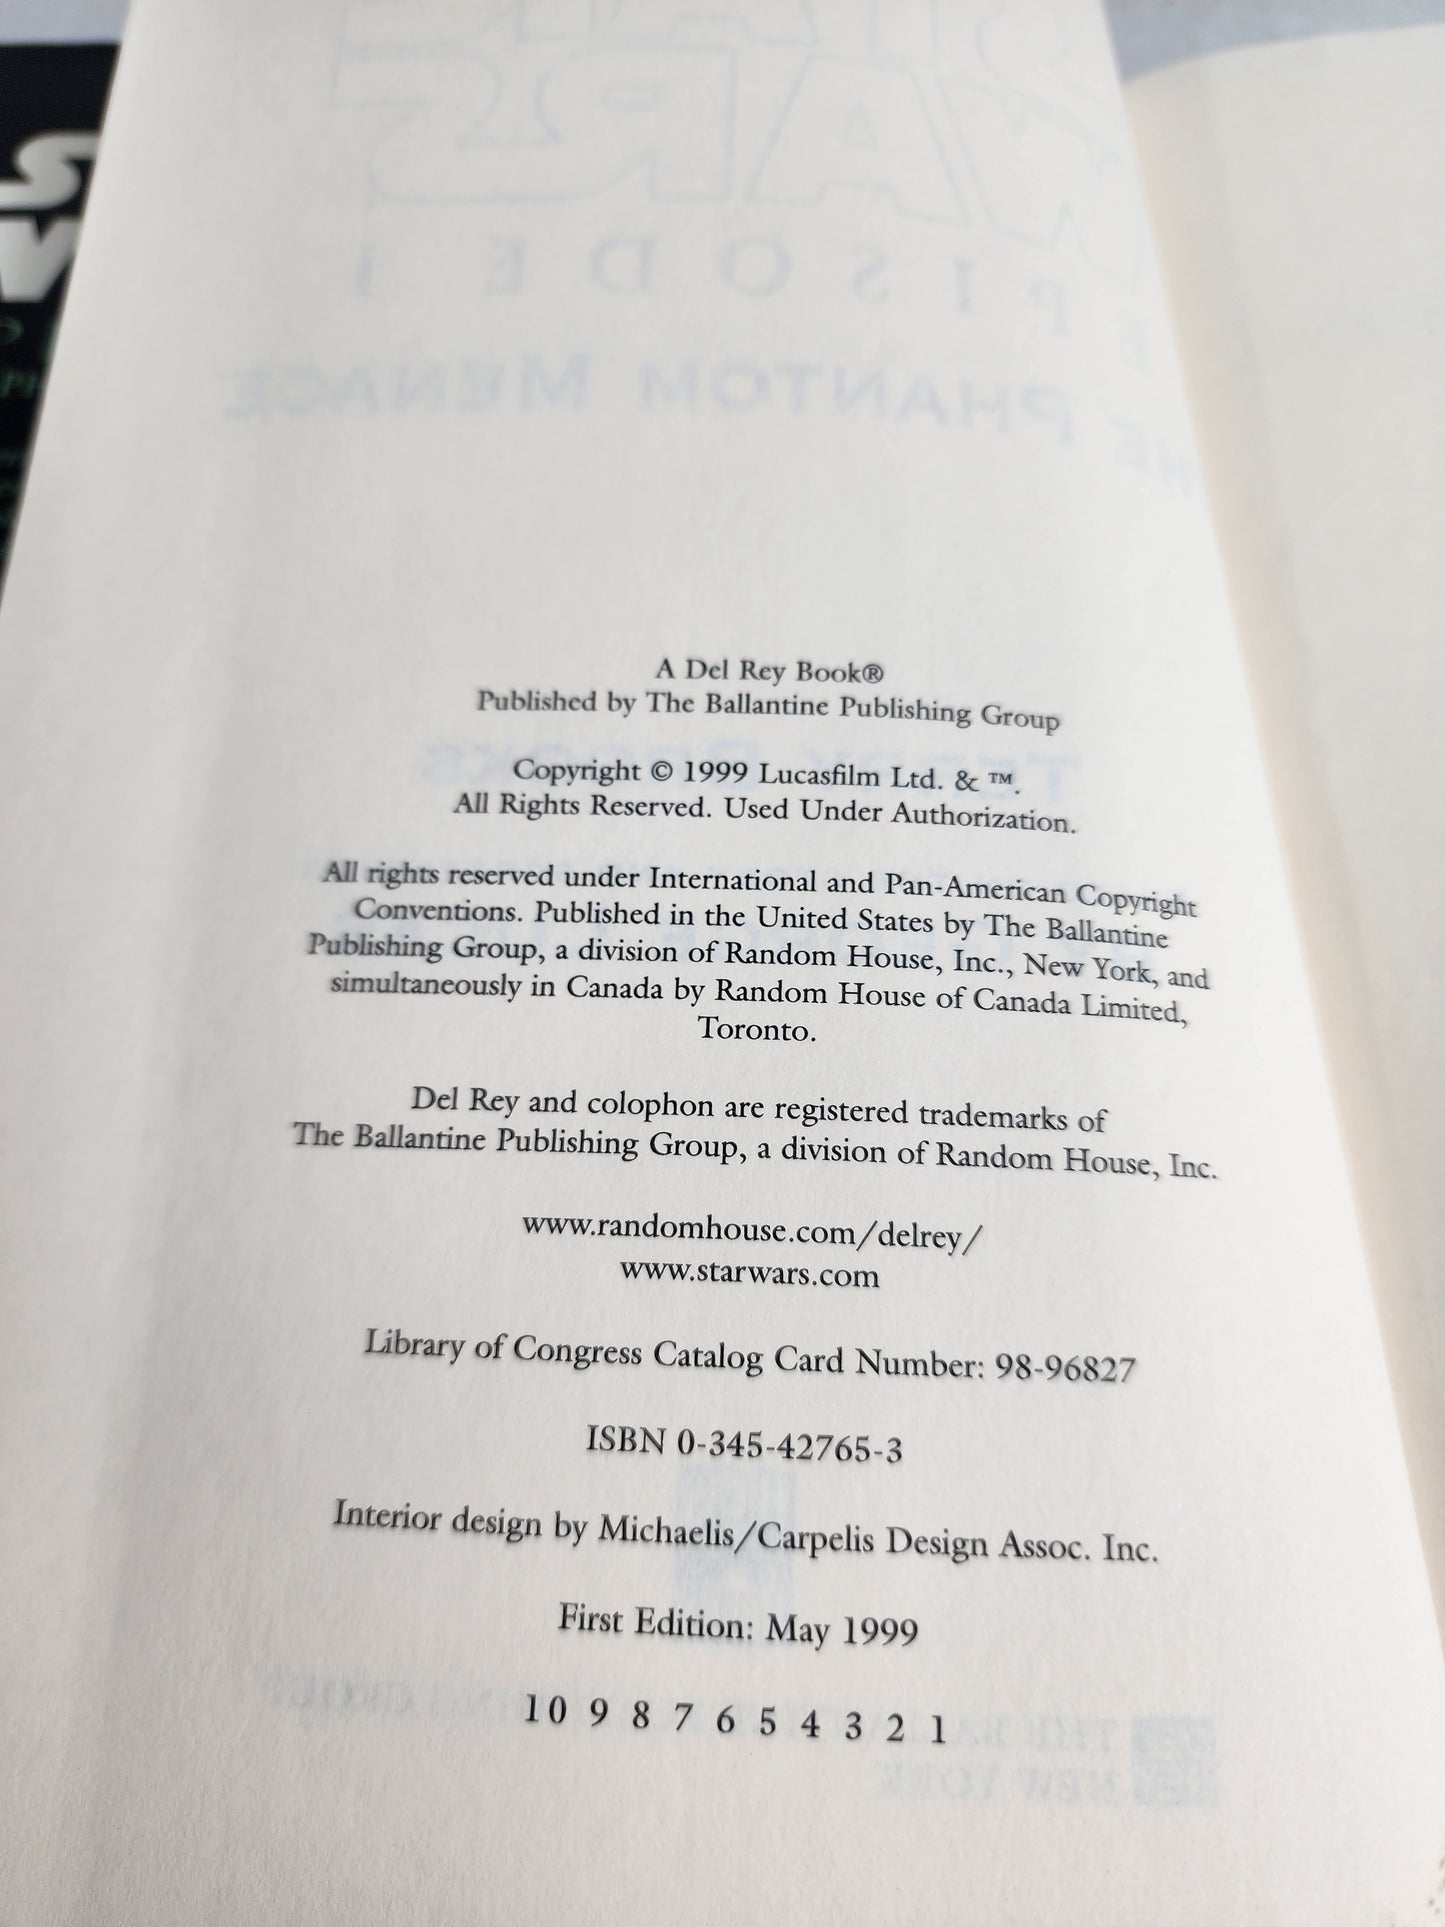 A Del Rey Book®
Published by The Ballantine Publishing Group
Copyright © 1999 Lucasfilm Ltd. & ™.
All Rights Reserved. Used Under Authorization.
All rights reserved under International and Pan-American Copyright
Conventions. Published in the United States by The Ballantine
Publishing Group, a division of Random House, Inc., New York, and
simultaneously in Canada by Random House of Canada Limited,
Toronto.
Del Rey and colophon are registered trademarks of
The Ballantine Publishing Group, a division of Random House, Inc.
www.randomhouse.com/delrey/
www.starwars.com
Library of Congress Catalog Card Number: 98-96827
ISBN 0-345-42765-3
Interior design by Michaelis/Carpelis Design Assoc. Inc.
First Edition: May 1999
10 9 8 7 6 5 4 3 2 1